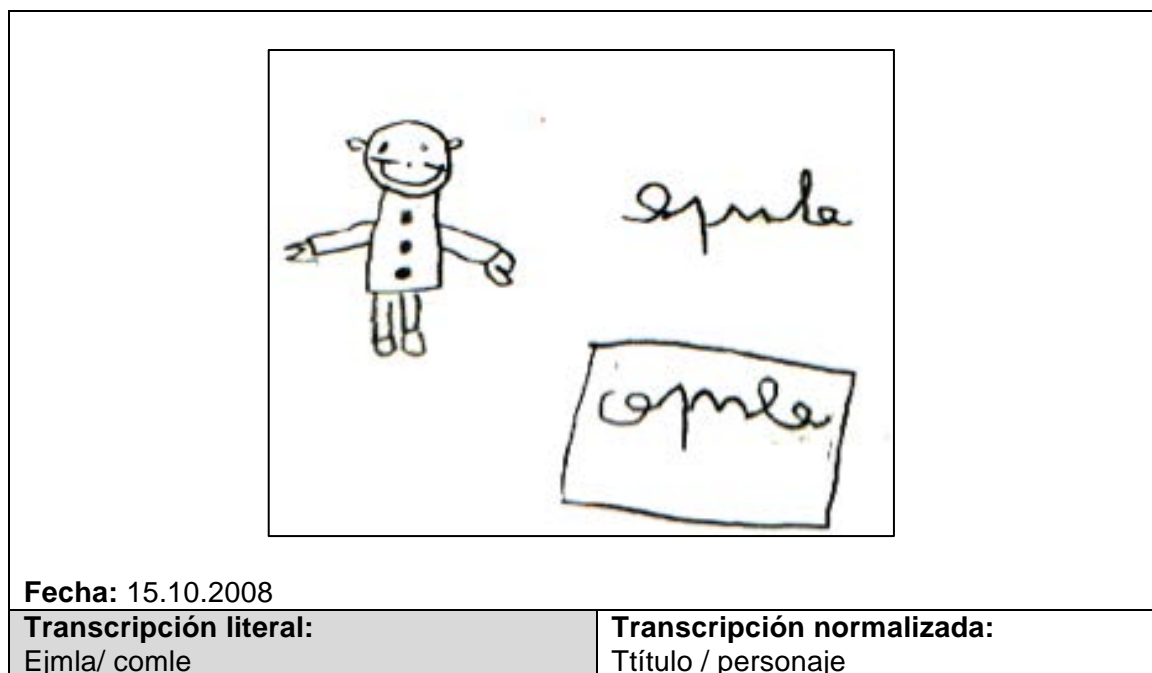 Fecha: 15.10.2008
Transcripción literal:
Ejmla/ comle
Transcripción normalizada:
Ttítulo / personaje